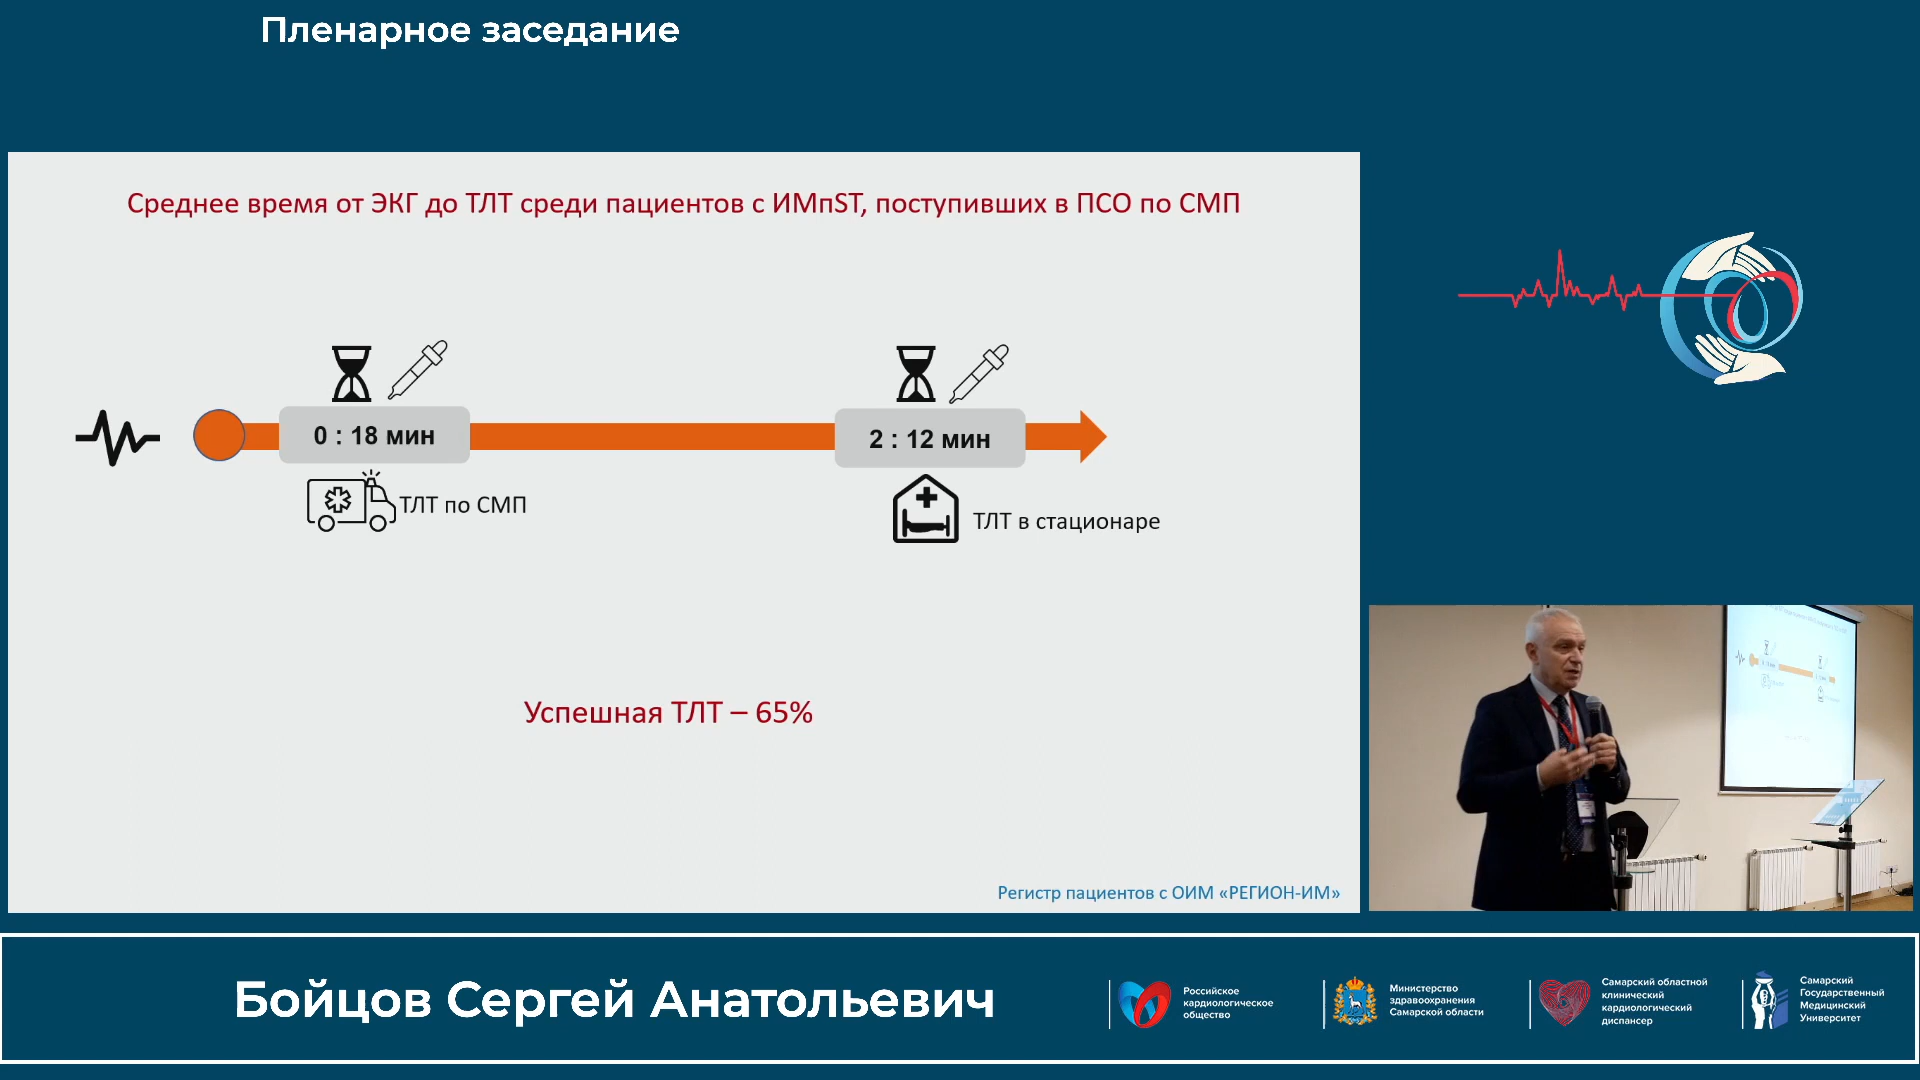 Пленарное заседание
Среднее время от ЭКГ до ТЛТ среди пациентов с ИМпST, поступивших в ПСО по СМП
0 : 18 мин
2 : 12 мин
ТЛТ по СМП
ТЛТ в стационаре
Успешная ТЛТ – 65%
Регистр пациентов с ОИМ «РЕГИОН-ИМ»
Бойцов Сергей Анатольевич
Российское
кардиологическое
общество
Министерство
здравоохранения
Самарской области
Самарский областной
клинический
кардиологический
диспансер
Самарский
Государственный
Медицинский
Университет